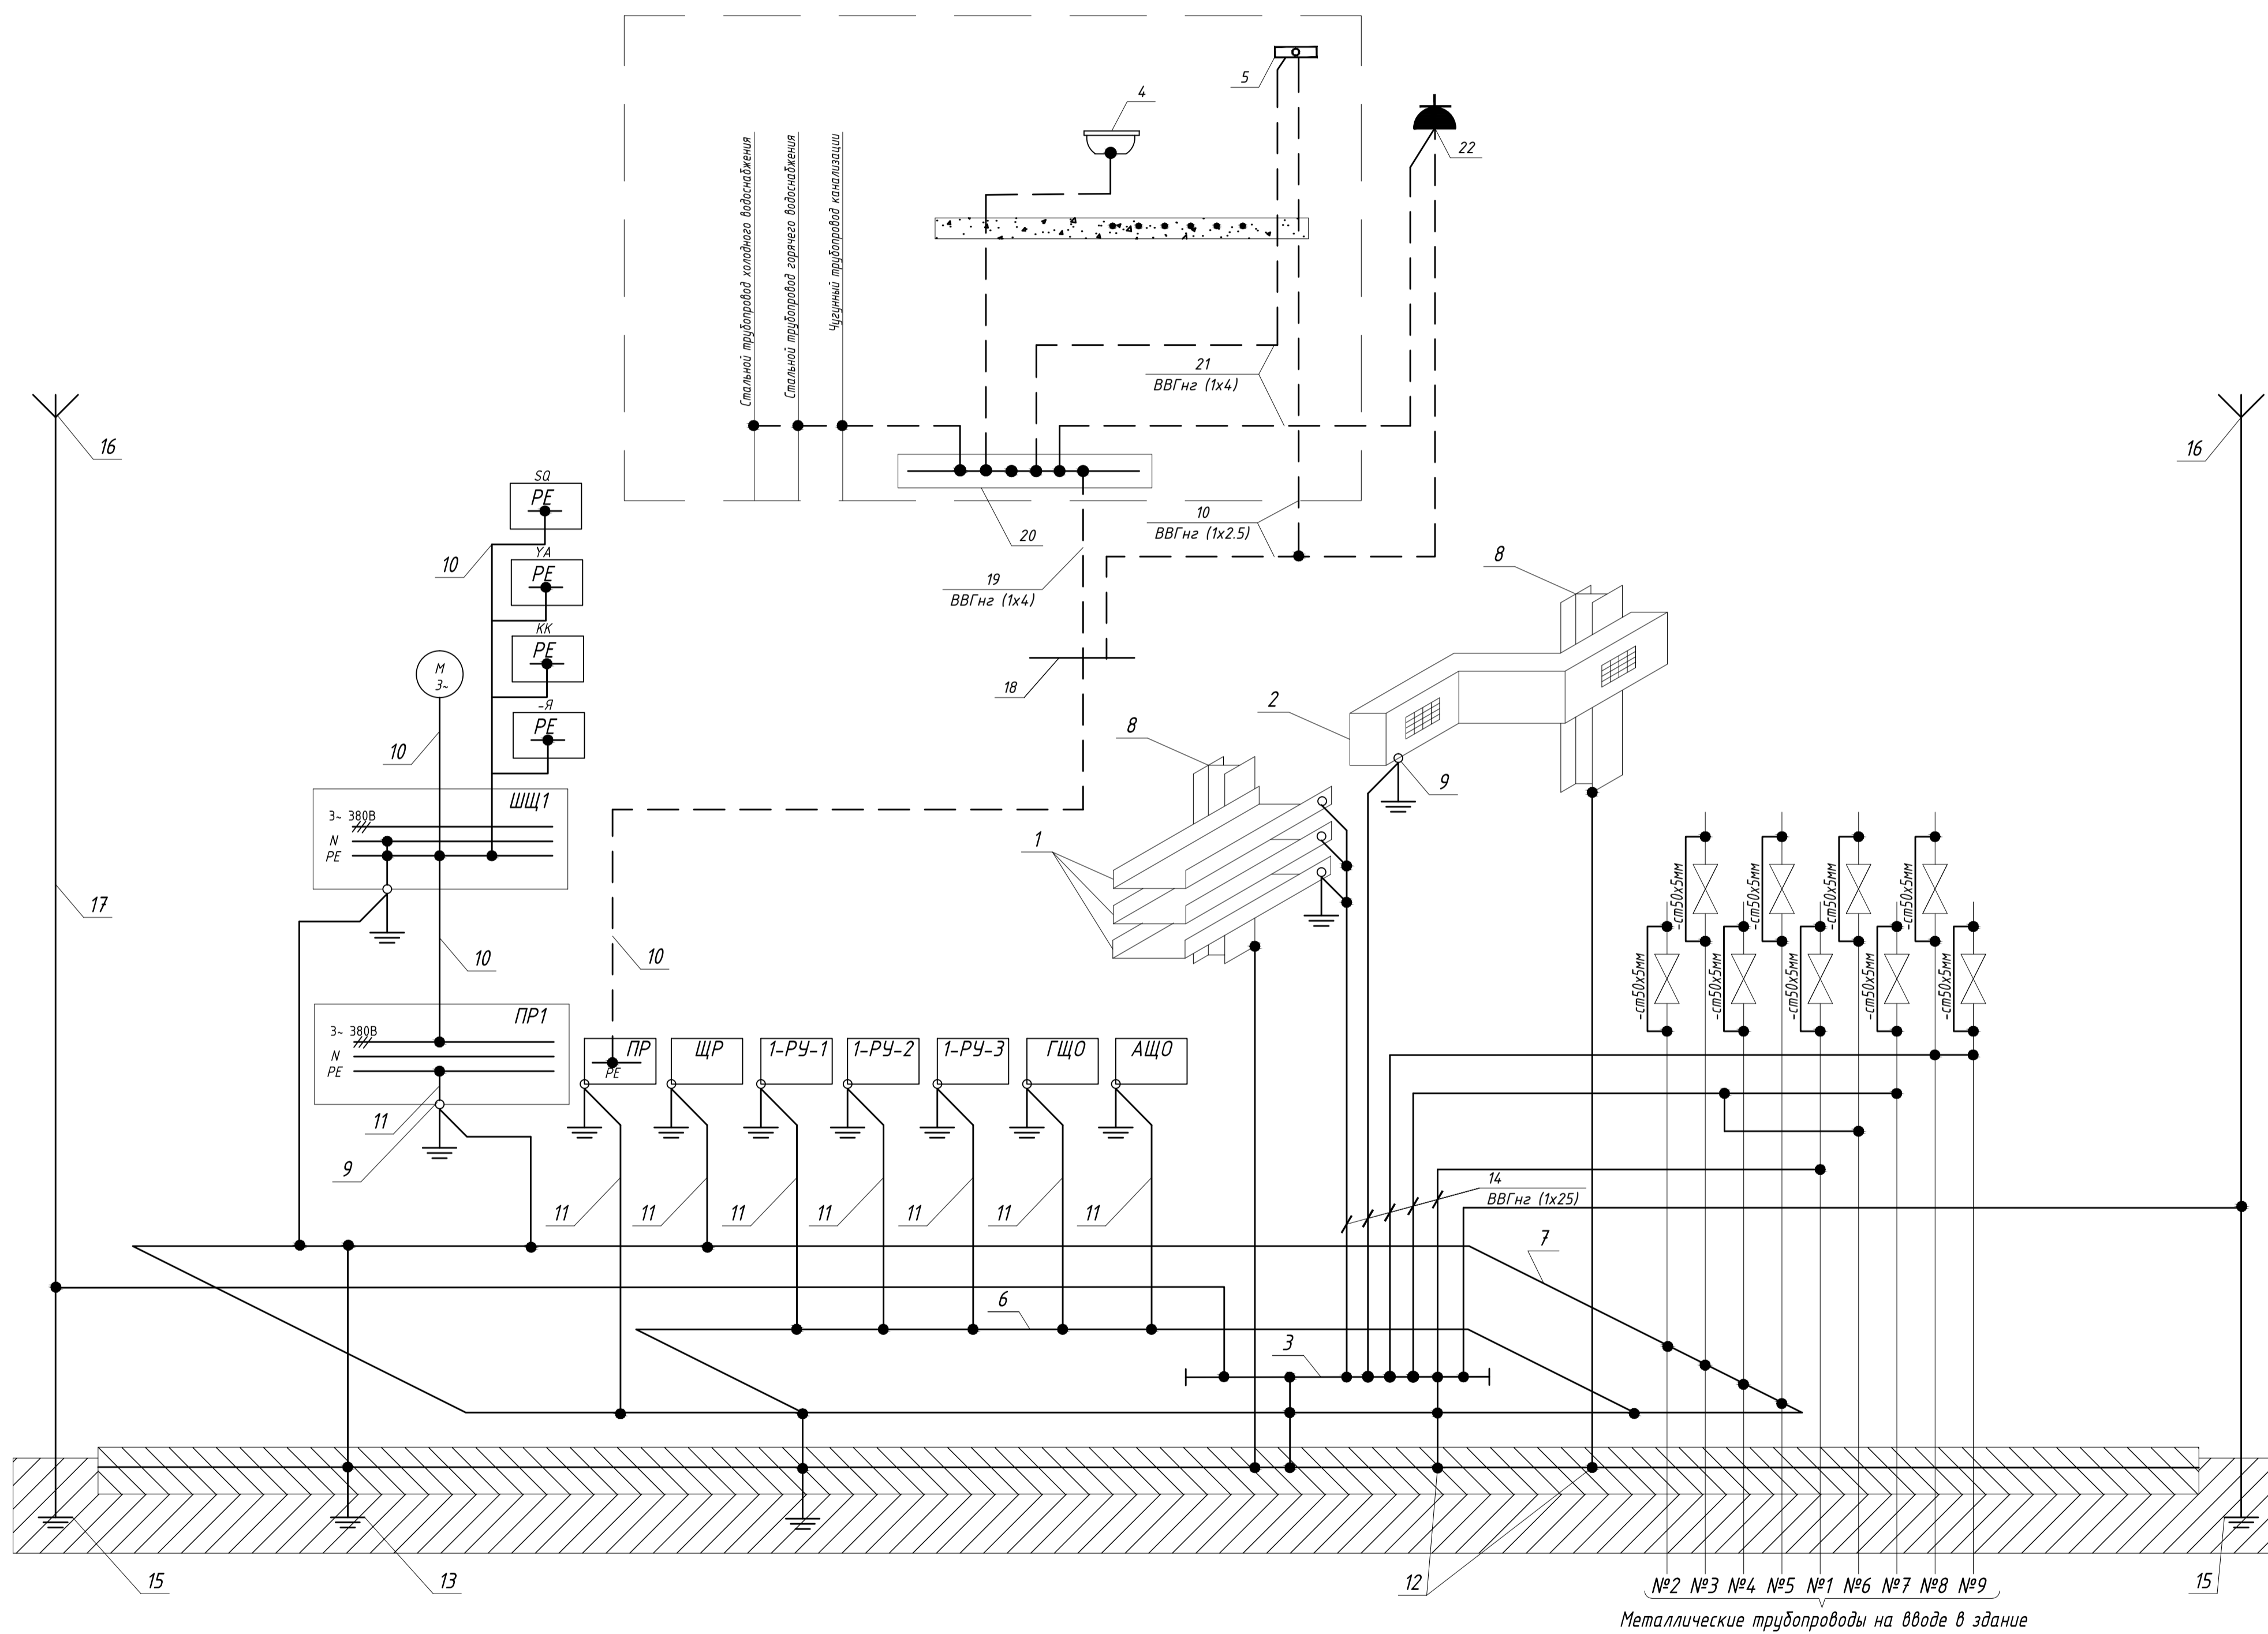 5
4
22
Стальной трубопровод холодного водоснабжения
Стальной трубопровод горячего водоснабжения
Чугунный трубопровод канализации
21
ВВГнг (1х4)
16
16
SQ
PE
10
ВВГнг (1х2.5)
20
10
YA
PE
8
19
ВВГнг (1х4)
КК
PE
M
3~
18
2
-Я
PE
8
10
9
ШЩ1
3~ 380В
N
PE
1
17
10
10
-ст50х5мм
-ст50х5мм
-ст50х5мм
-ст50х5мм
-ст50х5мм
-ст50х5мм
-ст50х5мм
-ст50х5мм
-ст50х5мм
ПР1
3~ 380В
N
PE
ПР
PE
ЩР
1-РУ-1
1-РУ-2
1-РУ-3
ГЩО
АЩО
11
9
11
11
11
11
11
11
11
14
ВВГнг (1х25)
7
6
3
15
13
12
15
№2 №3 №4 №5 №1 №6 №7 №8 №9
Металлические трубопроводы на вводе в здание